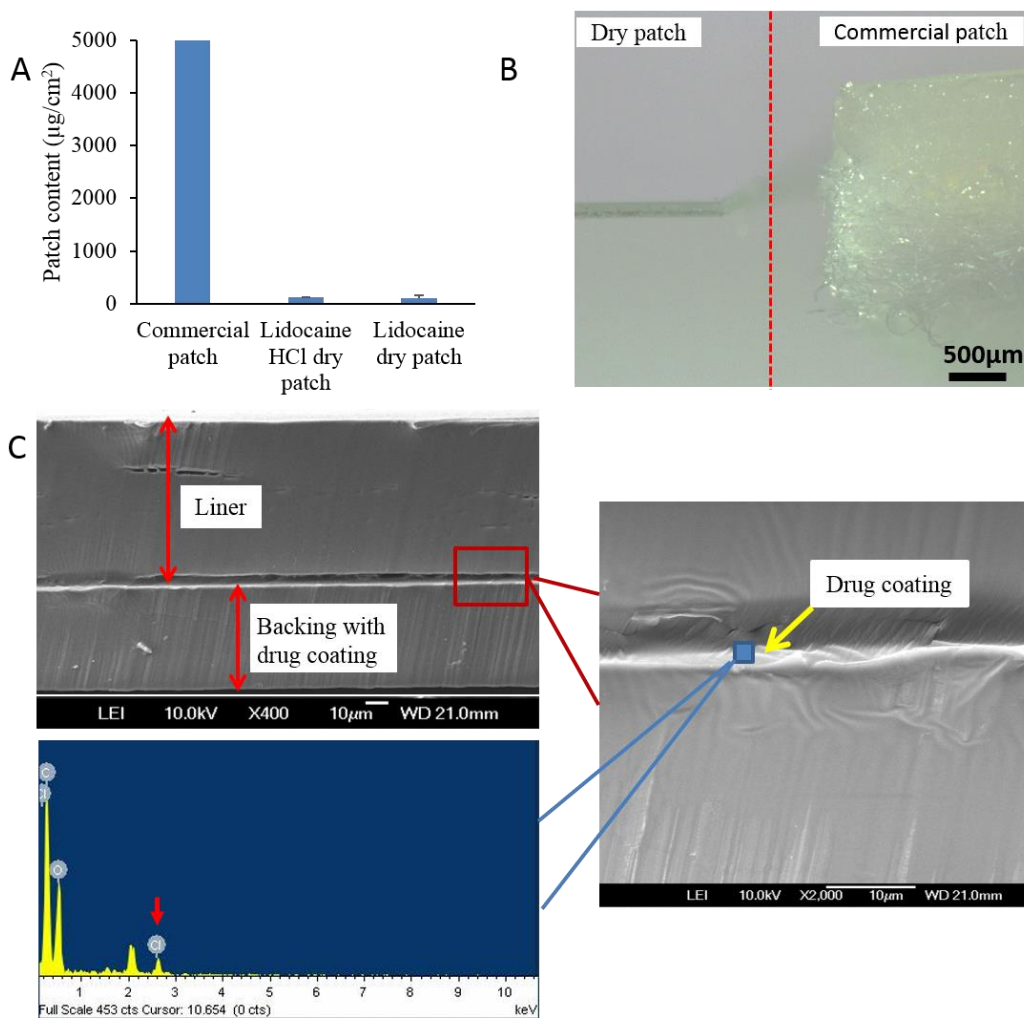 A
5000
4000
3000
2000
1000
0
Patch content (µg/cm²)
Commercial
patch
Lidocaine
HCl dry
patch
Lidocaine
dry patch
B
Dry patch
Commercial patch
500µm
C
Liner
Backing with
drug coating
LEI 10.0kV X400 10µm WD 21.0mm
Drug coating
LEI 10.0kV X2,000 10µm WD 21.0mm
C
Cl
O
Cl
1 2 3 4 5 6 7 8 9 10
Full Scale 453 cts Cursor: 10.654 (0 cts) keV